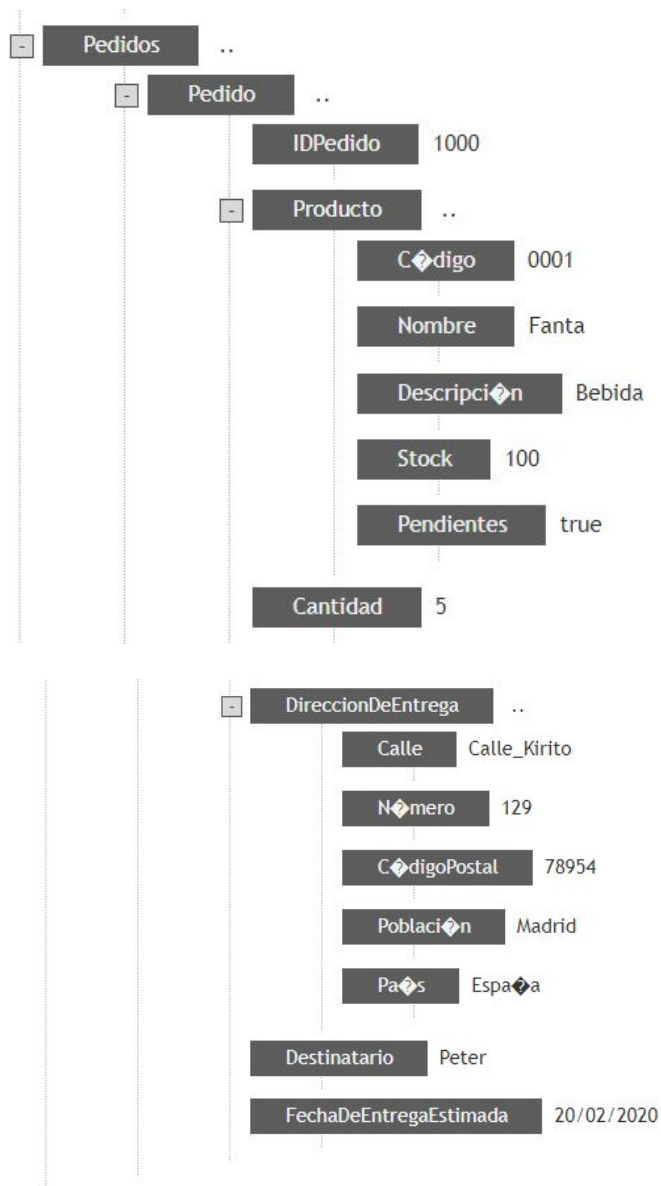 - Pedidos ..
- Pedido ..
IDPedido 1000
- Producto ..
C�digo 0001
Nombre Fanta
Descripci�n Bebida
Stock 100
Pendientes true
Cantidad 5
- DireccionDeEntrega ..
Calle Calle_Kirito
N�mero 129
C�digoPostal 78954
Poblaci�n Madrid
Pa�s Espa�a
Destinatario Peter
FechaDeEntregaEstimada 20/02/2020